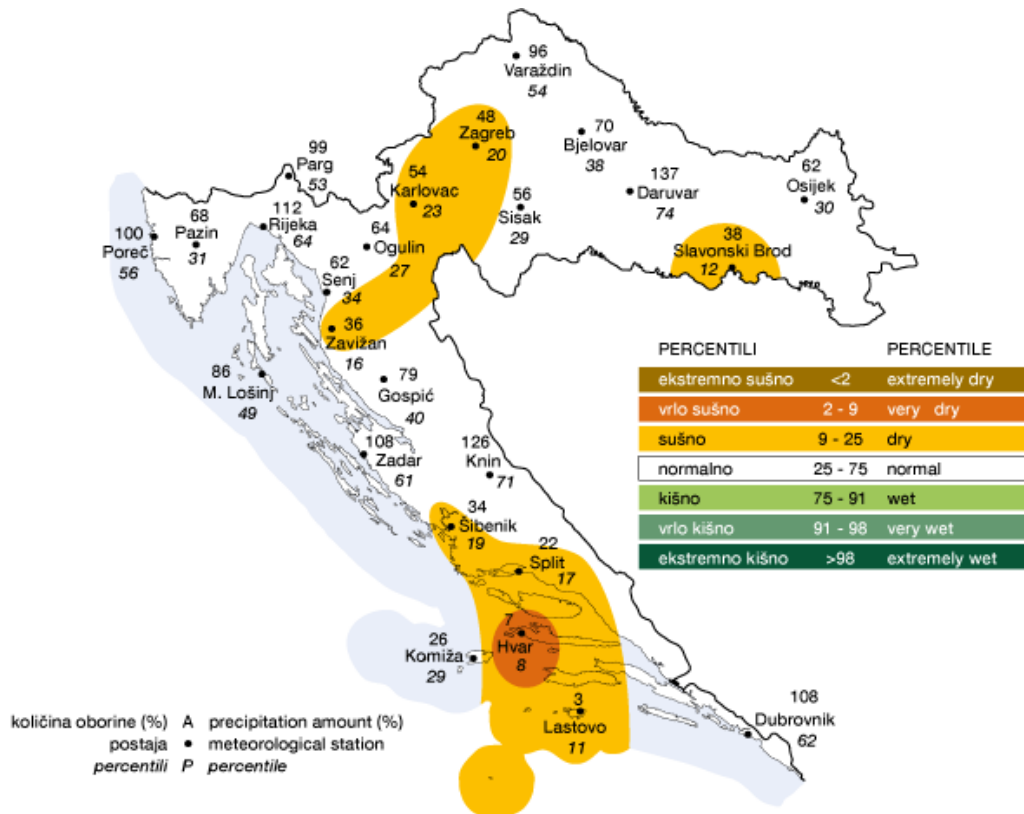 96
Varaždin
54
48
Zagreb
20
70
Bjelovar
38
99
Parg
53
54
Karlovac
23
137
Daruvar
74
62
Osijek
30
56
Sisak
29
68
Pazin
31
112
Rijeka
64
64
Ogulin
27
100
Poreč
56
38
Slavonski Brod
12
62
Senj
34
36
Zavižan
16
86
M. Lošinj
49
79
Gospić
40
108
Zadar
61
126
Knin
71
34
Šibenik
19
22
Split
17
7
Hvar
8
26
Komiža
29
3
Lastovo
11
108
Dubrovnik
62
PERCENTILI PERCENTILE
ekstremno sušno <2 extremely dry
vrlo sušno 2 - 9 very dry
sušno 9 - 25 dry
normalno 25 - 75 normal
kišno 75 - 91 wet
vrlo kišno 91 - 98 very wet
ekstremno kišno >98 extremely wet
količina oborine (%) A precipitation amount (%)
postaja • meteorological station
percentili P percentile